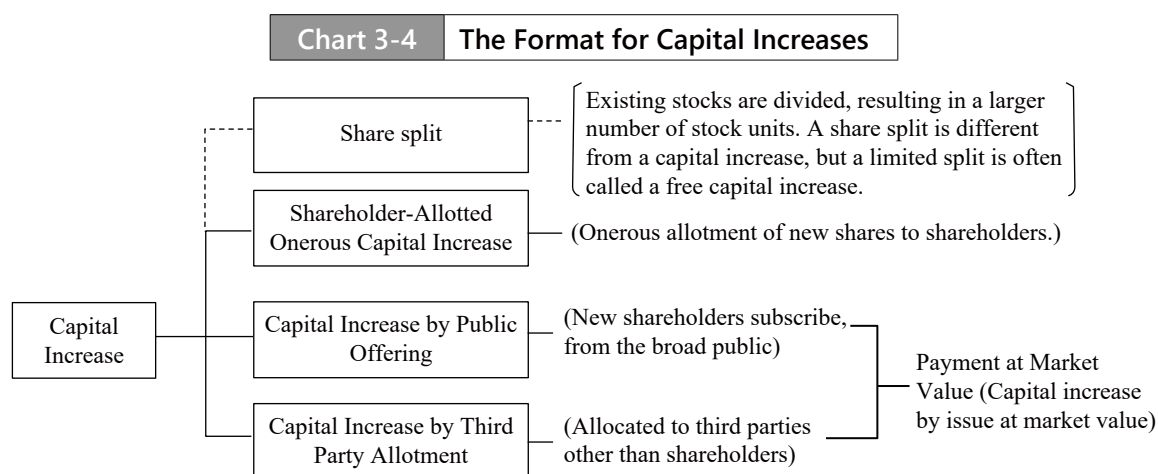 Chart 3-4 The Format for Capital Increases
Share split
Existing stocks are divided, resulting in a larger
number of stock units. A share split is different
from a capital increase, but a limited split is often
called a free capital increase.
Shareholder-Allotted
Onerous Capital Increase
(Onerous allotment of new shares to shareholders.)
Capital
Increase
Capital Increase by Public
Offering
(New shareholders subscribe,
from the broad public)
Payment at Market
Value (Capital increase
by issue at market value)
Capital Increase by Third
Party Allotment
(Allocated to third parties
other than shareholders)